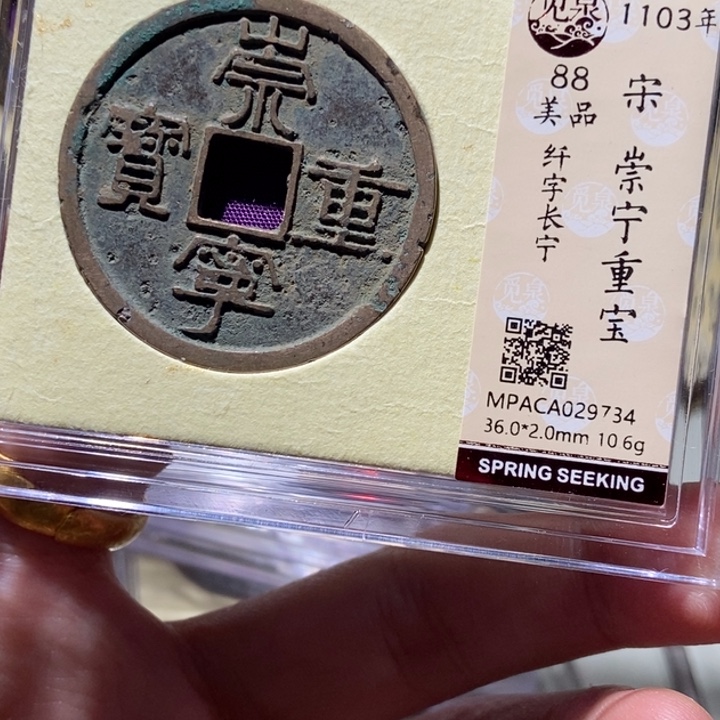 崇
寧
重
寶
觅泉
1103年
88
美品
宋 崇宁重宝
纤字长宁
MPACA029734
36.0*2.0mm 10.6g
SPRING SEEKING